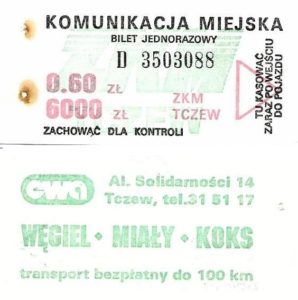 KOMUNIKACJA MIEJSKA
BILET JEDNORAZOWY
D 3503088
0.60 ZŁ
6000 ZŁ
ZKM
TCZEW
ZACHOWAĆ DLA KONTROLI
TU KASOWAĆ
ZARAZ PO WEJŚCIU
DO POJAZDU
ewa
Al. Solidarności 14
Tczew, tel. 31 51 17
WĘGIEL • MIAŁY • KOKS
transport bezpłatny do 100 km